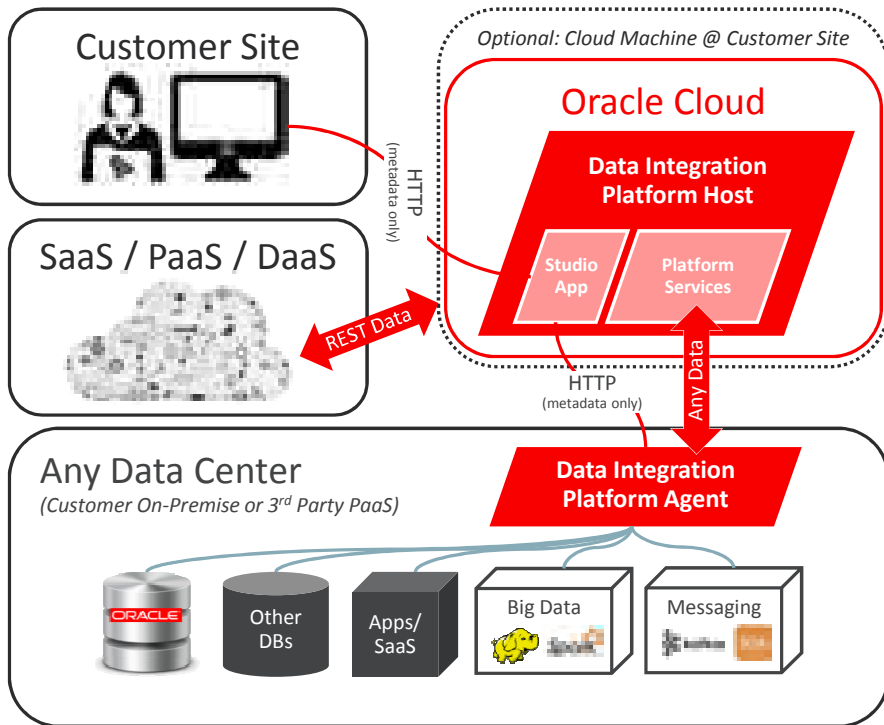 Customer Site
Optional: Cloud Machine @ Customer Site
Oracle Cloud
Data Integration
Platform Host
HTTP
(metadata only)
Studio
App
Platform
Services
SaaS / PaaS / DaaS
REST Data
HTTP
(metadata only)
Any Data
Any Data Center
(Customer On-Premise or 3rd Party PaaS)
Data Integration
Platform Agent
ORACLE
Other
DBs
Apps/
SaaS
Big Data
Spark
Messaging
kafka